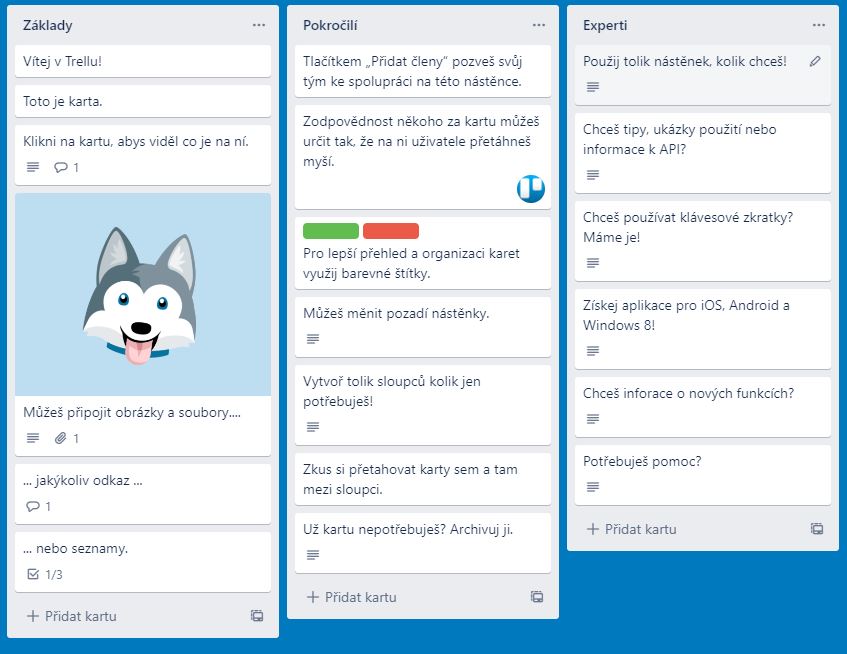 Základy
Vítej v Trellu!
Toto je karta.
Klikni na kartu, abys viděl co je na ní.
1
Můžeš připojit obrázky a soubory....
1
... jakýkoliv odkaz ...
1
... nebo seznamy.
1/3
Přidat kartu
Pokročilí
Tlačítkem „Přidat členy“ pozveš svůj
tým ke spolupráci na této nástěnce.
Zodpovědnost někoho za kartu můžeš
určit tak, že na ni uživatele přetáhneš
myší.
Pro lepší přehled a organizaci karet
využij barevné štítky.
Můžeš měnit pozadí nástěnky.
Vytvoř tolik sloupců kolik jen
potřebuješ!
Zkus si přetahovat karty sem a tam
mezi sloupci.
Už kartu nepotřebuješ? Archivuj ji.
Přidat kartu
Experti
Použij tolik nástěnek, kolik chceš!
Chceš tipy, ukázky použití nebo
informace k API?
Chceš používat klávesové zkratky?
Máme je!
Získej aplikace pro iOS, Android a
Windows 8!
Chceš inforace o nových funkcích?
Potřebuješ pomoc?
Přidat kartu